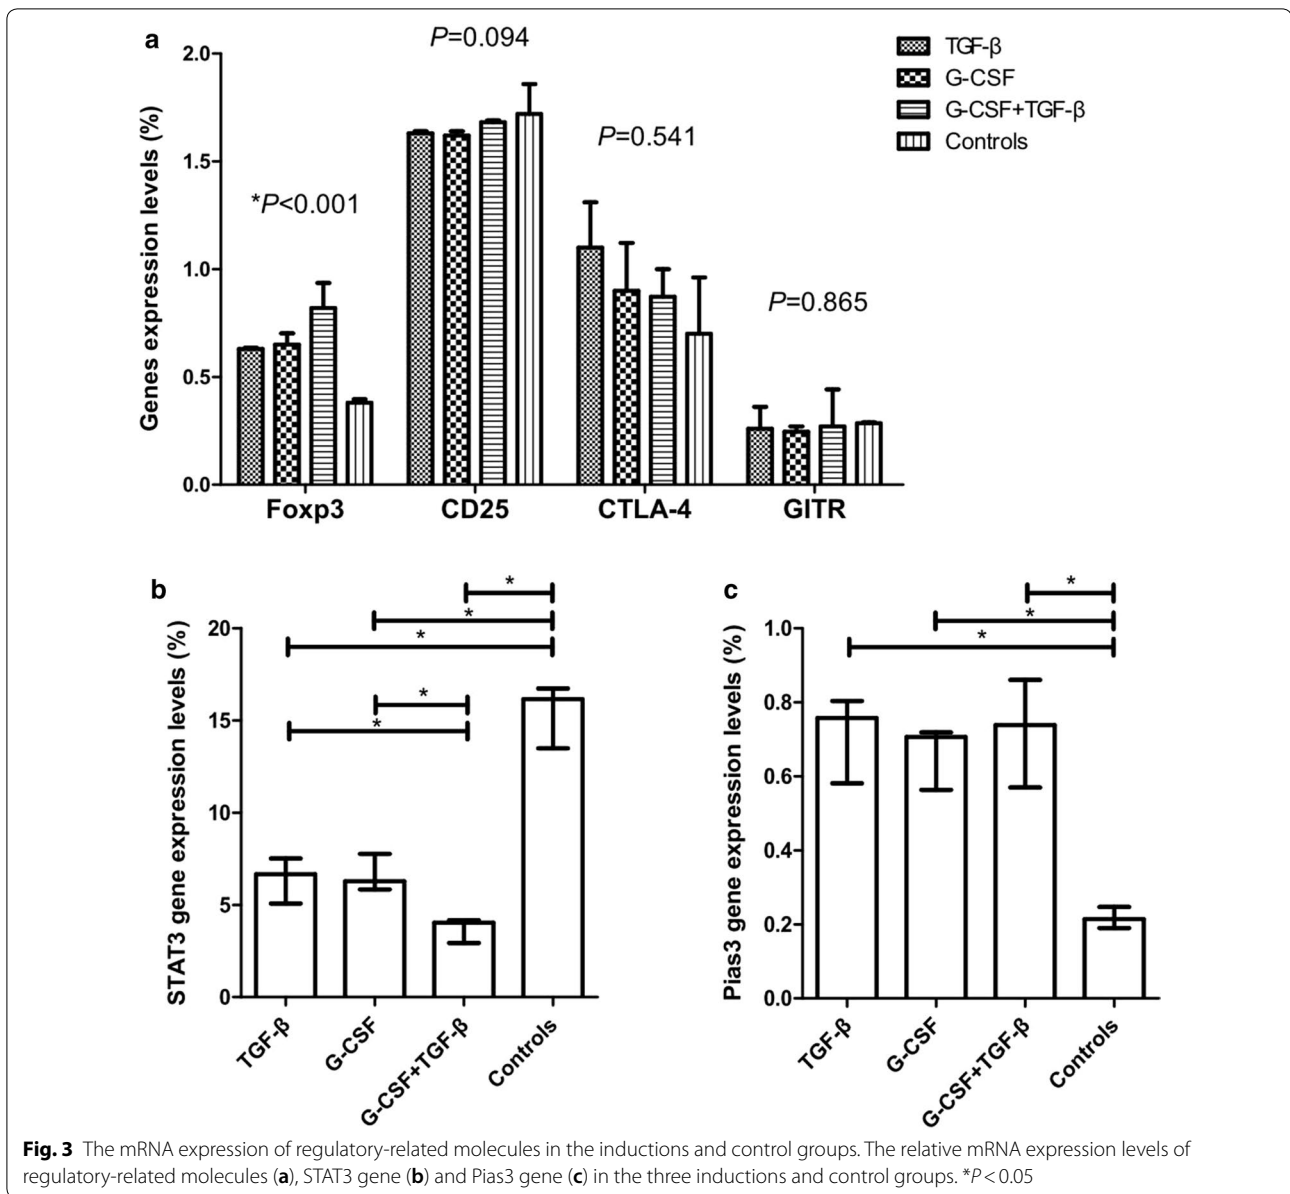 a
P=0.094
TGF-β
G-CSF
G-CSF+TGF-β
Controls
P=0.541
*P<0.001
P=0.865
Genes expression levels (%)
2.0
1.5
1.0
0.5
0.0
Foxp3 CD25 CTLA-4 GITR
b
*
*
*
*
*
STAT3 gene expression levels (%)
20
15
10
5
0
TGF-β
G-CSF
G-CSF+TGF-β
Controls
c
*
*
*
Pias3 gene expression levels (%)
1.0
0.8
0.6
0.4
0.2
0.0
TGF-β
G-CSF
G-CSF+TGF-β
Controls
Fig. 3 The mRNA expression of regulatory-related molecules in the inductions and control groups. The relative mRNA expression levels of
regulatory-related molecules (a), STAT3 gene (b) and Pias3 gene (c) in the three inductions and control groups. *P < 0.05